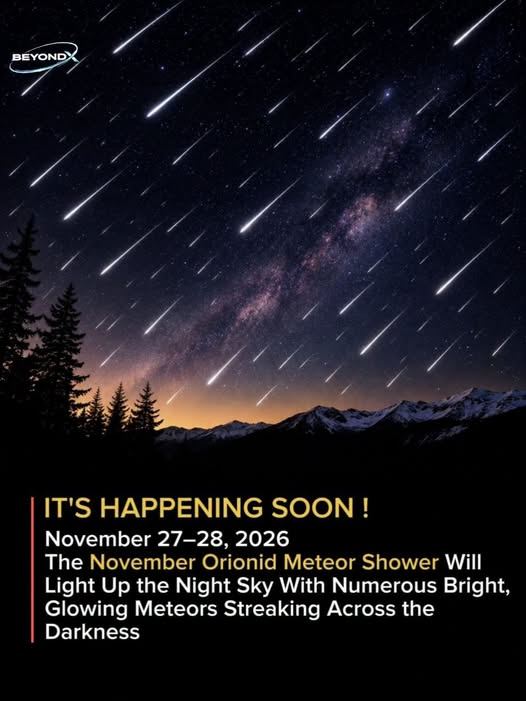 BEYONDX
IT'S HAPPENING SOON !
November 27–28, 2026
The November Orionid Meteor Shower Will
Light Up the Night Sky With Numerous Bright,
Glowing Meteors Streaking Across the
Darkness